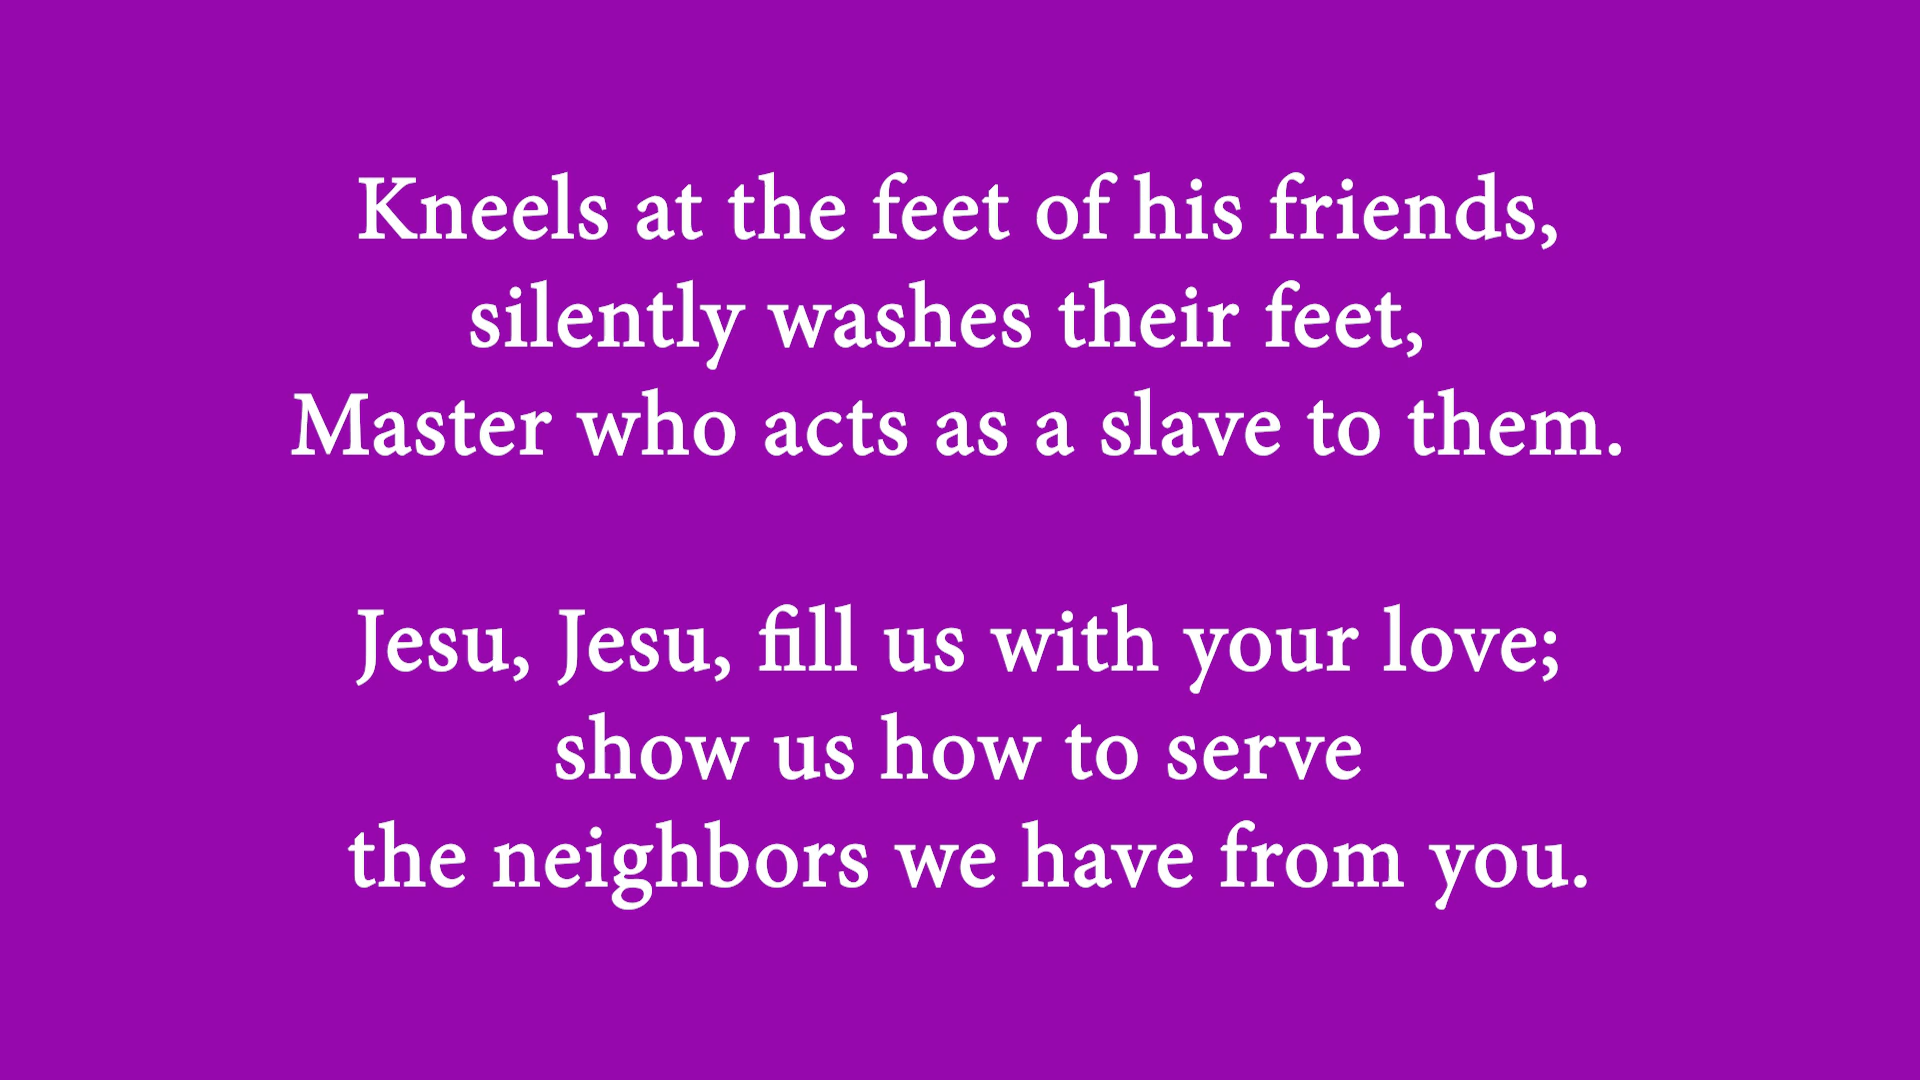 Kneels at the feet of his friends,
silently washes their feet,
Master who acts as a slave to them.
Jesu, Jesu, fill us with your love;
show us how to serve
the neighbors we have from you.